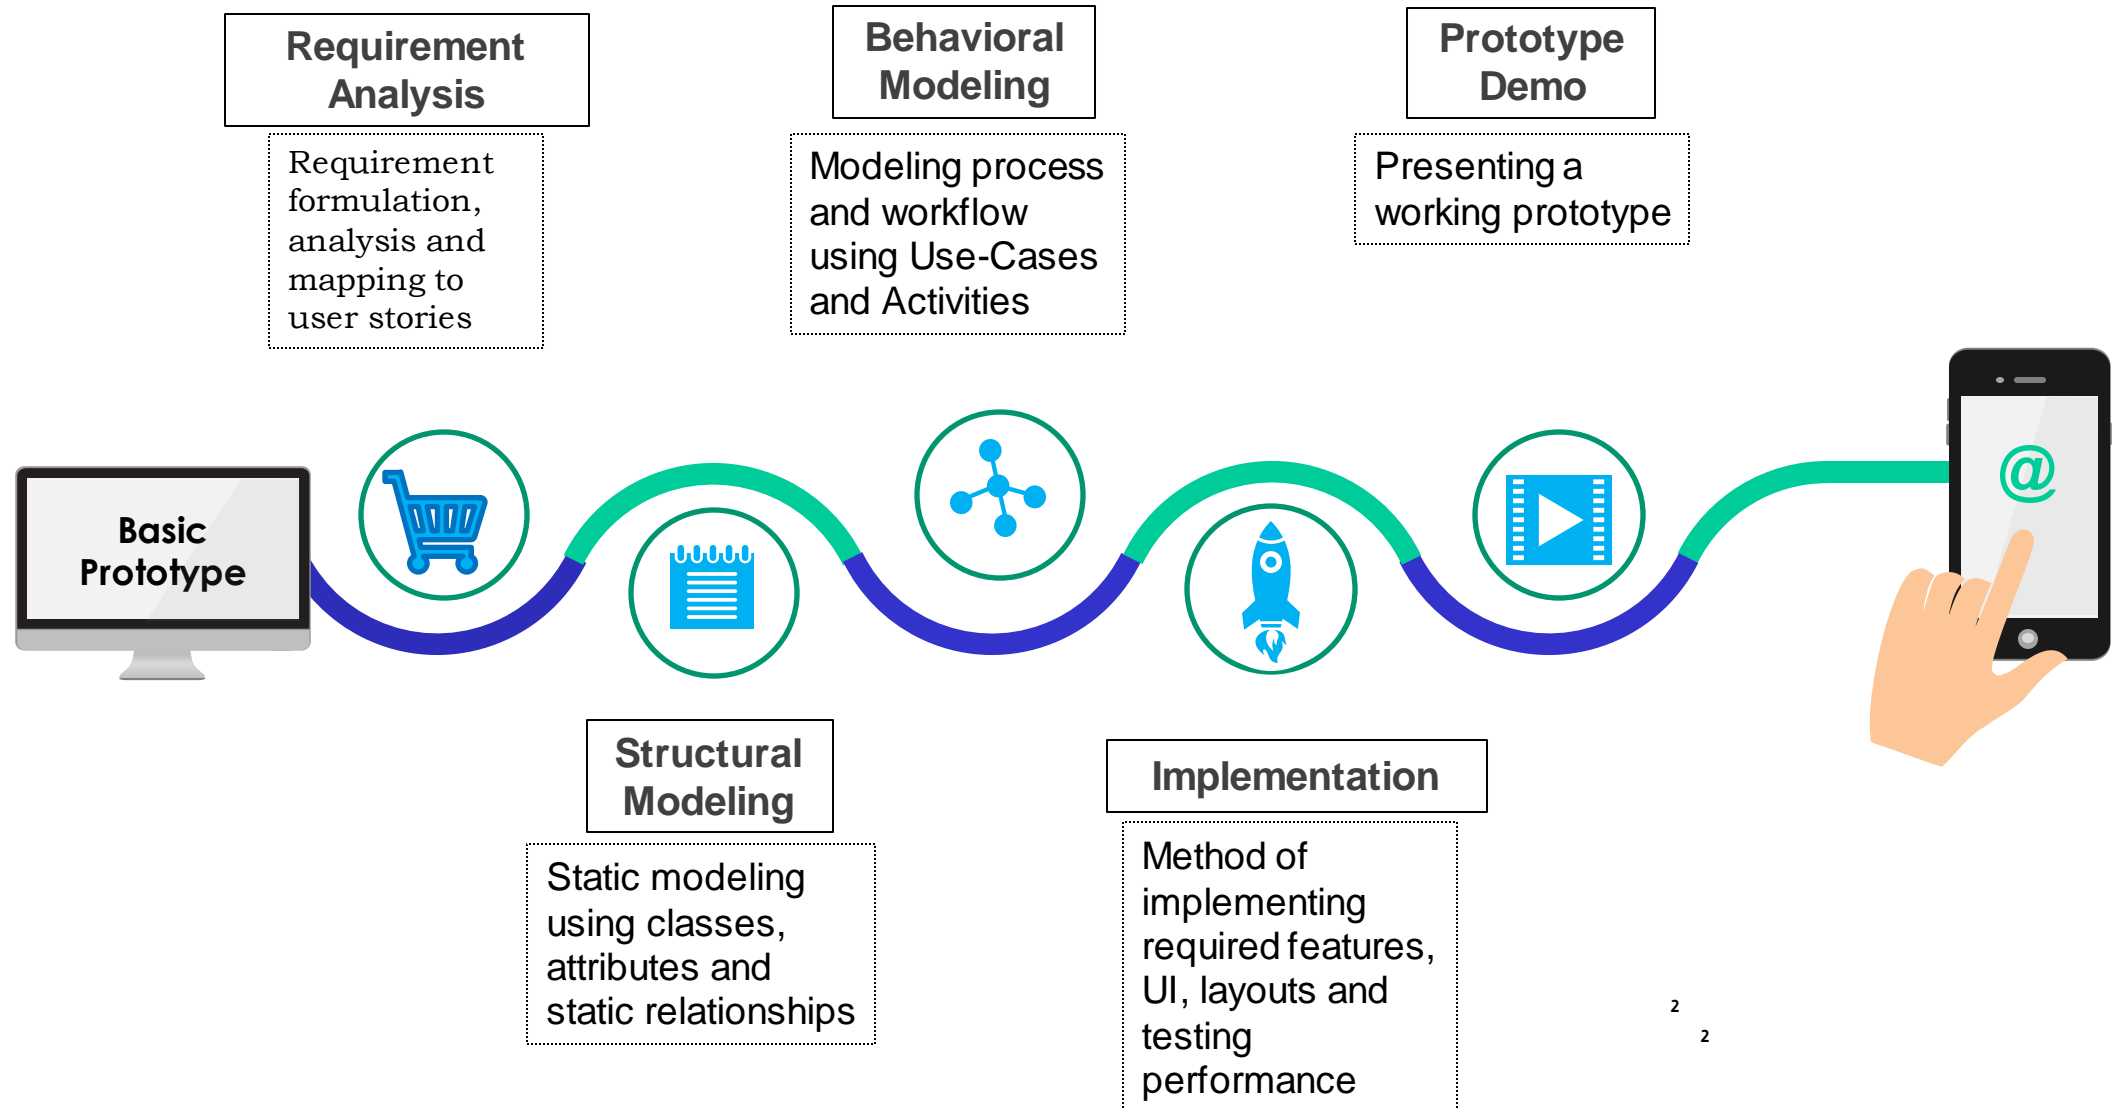 Requirement
Analysis
Requirement
formulation,
analysis and
mapping to
user stories
Behavioral
Modeling
Modeling process
and workflow
using Use-Cases
and Activities
Prototype
Demo
Presenting a
working prototype
Basic
Prototype
@
Structural
Modeling
Static modeling
using classes,
attributes and
static relationships
Implementation
Method of
implementing
required features,
UI, layouts and
testing
performance
2
2